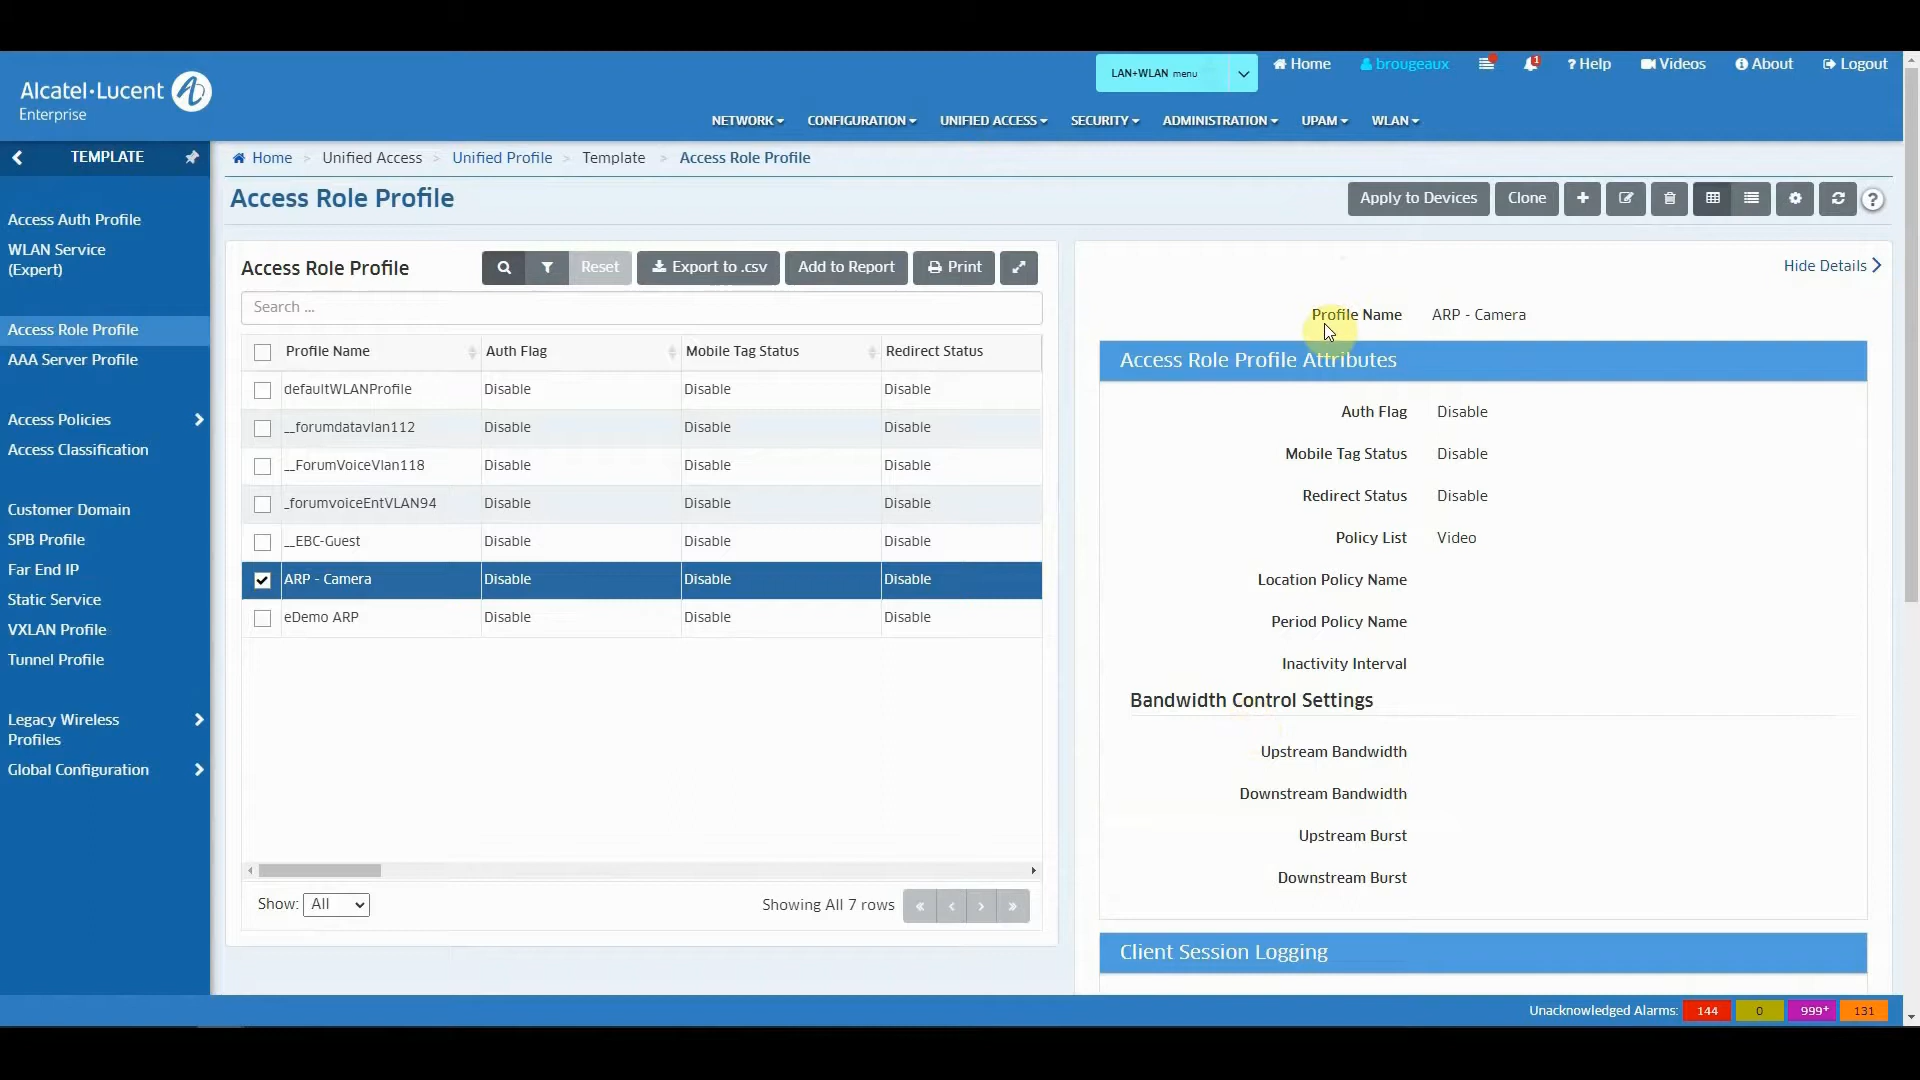 LAN+WLAN menu
Home
brougeaux
1
Help
Videos
About
Logout
Alcatel·Lucent
Enterprise
NETWORK
CONFIGURATION
UNIFIED ACCESS
SECURITY
ADMINISTRATION
UPAM
WLAN
TEMPLATE
Home > Unified Access > Unified Profile > Template > Access Role Profile
Access Role Profile
Apply to Devices
Clone
Access Auth Profile
WLAN Service
(Expert)
Access Role Profile
AAA Server Profile
Access Policies
Access Classification
Customer Domain
SPB Profile
Far End IP
Static Service
VXLAN Profile
Tunnel Profile
Legacy Wireless
Profiles
Global Configuration
Access Role Profile
Reset
Export to .csv
Add to Report
Print
Search ...
Profile Name Auth Flag Mobile Tag Status Redirect Status
defaultWLANProfile Disable Disable Disable
__forumdatavlan112 Disable Disable Disable
__ForumVoiceVlan118 Disable Disable Disable
_forumvoiceEntVLAN94 Disable Disable Disable
__EBC-Guest Disable Disable Disable
ARP - Camera Disable Disable Disable
eDemo ARP Disable Disable Disable
Show: All
Showing All 7 rows
« ‹ › »
Hide Details
Profile Name ARP - Camera
Access Role Profile Attributes
Auth Flag Disable
Mobile Tag Status Disable
Redirect Status Disable
Policy List Video
Location Policy Name
Period Policy Name
Inactivity Interval
Bandwidth Control Settings
Upstream Bandwidth
Downstream Bandwidth
Upstream Burst
Downstream Burst
Client Session Logging
Unacknowledged Alarms: 144 0 999+ 131